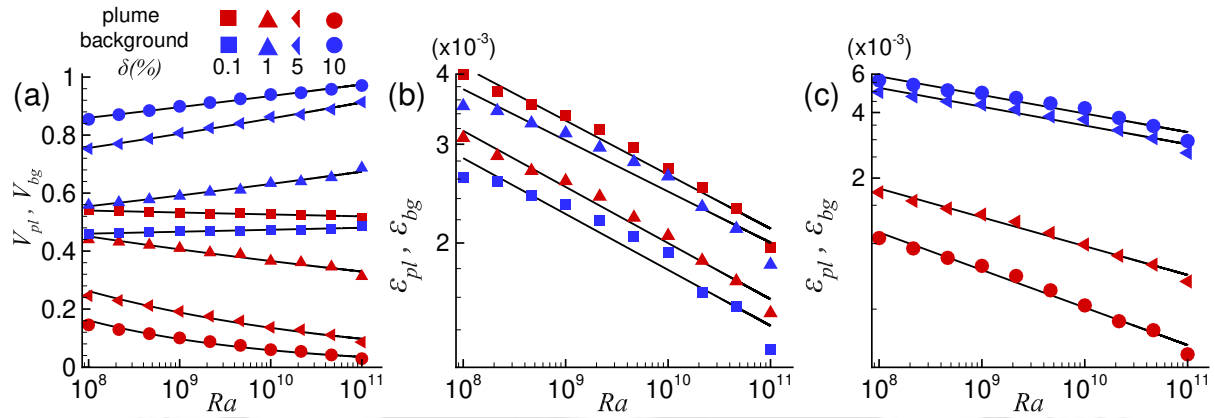 plume
background
δ(%) 0.1 1 5 10
(a)
1
0.8
0.6
0.4
0.2
0
V_pl , V_bg
10^8 10^9 10^10 10^11
Ra
(x10^-3)
(b)
4
3
2
ε_pl , ε_bg
10^8 10^9 10^10 10^11
Ra
(x10^-3)
(c)
6
4
2
ε_pl , ε_bg
10^8 10^9 10^10 10^11
Ra